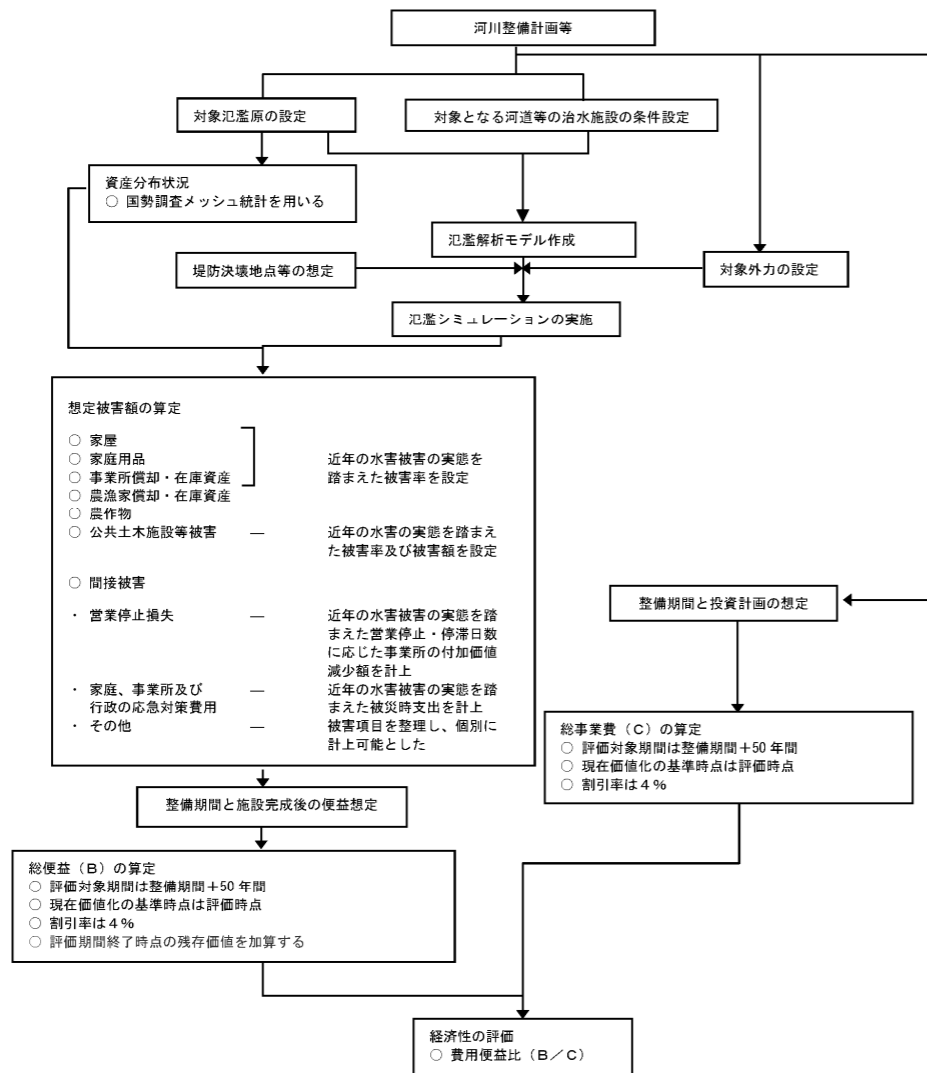 河川整備計画等
対象氾濫原の設定
対象となる河道等の治水施設の条件設定
資産分布状況
○ 国勢調査メッシュ統計を用いる
氾濫解析モデル作成
堤防決壊地点等の想定
対象外力の設定
氾濫シミュレーションの実施
想定被害額の算定
○ 家屋
○ 家庭用品
○ 事業所償却・在庫資産
近年の水害被害の実態を
踏まえた被害率を設定
○ 農漁家償却・在庫資産
○ 農作物
○ 公共土木施設等被害 ― 近年の水害の実態を踏まえ
た被害率及び被害額を設定
○ 間接被害
・ 営業停止損失 ― 近年の水害被害の実態を踏
まえた営業停止・停滞日数
に応じた事業所の付加価値
減少額を計上
・ 家庭、事業所及び ― 近年の水害被害の実態を踏
行政の応急対策費用 まえた被災時支出を計上
・ その他 ― 被害項目を整理し、個別に
計上可能とした
整備期間と投資計画の想定
総事業費(C)の算定
○ 評価対象期間は整備期間+50 年間
○ 現在価値化の基準時点は評価時点
○ 割引率は4%
整備期間と施設完成後の便益想定
総便益(B)の算定
○ 評価対象期間は整備期間+50 年間
○ 現在価値化の基準時点は評価時点
○ 割引率は4%
○ 評価期間終了時点の残存価値を加算する
経済性の評価
○ 費用便益比(B/C)